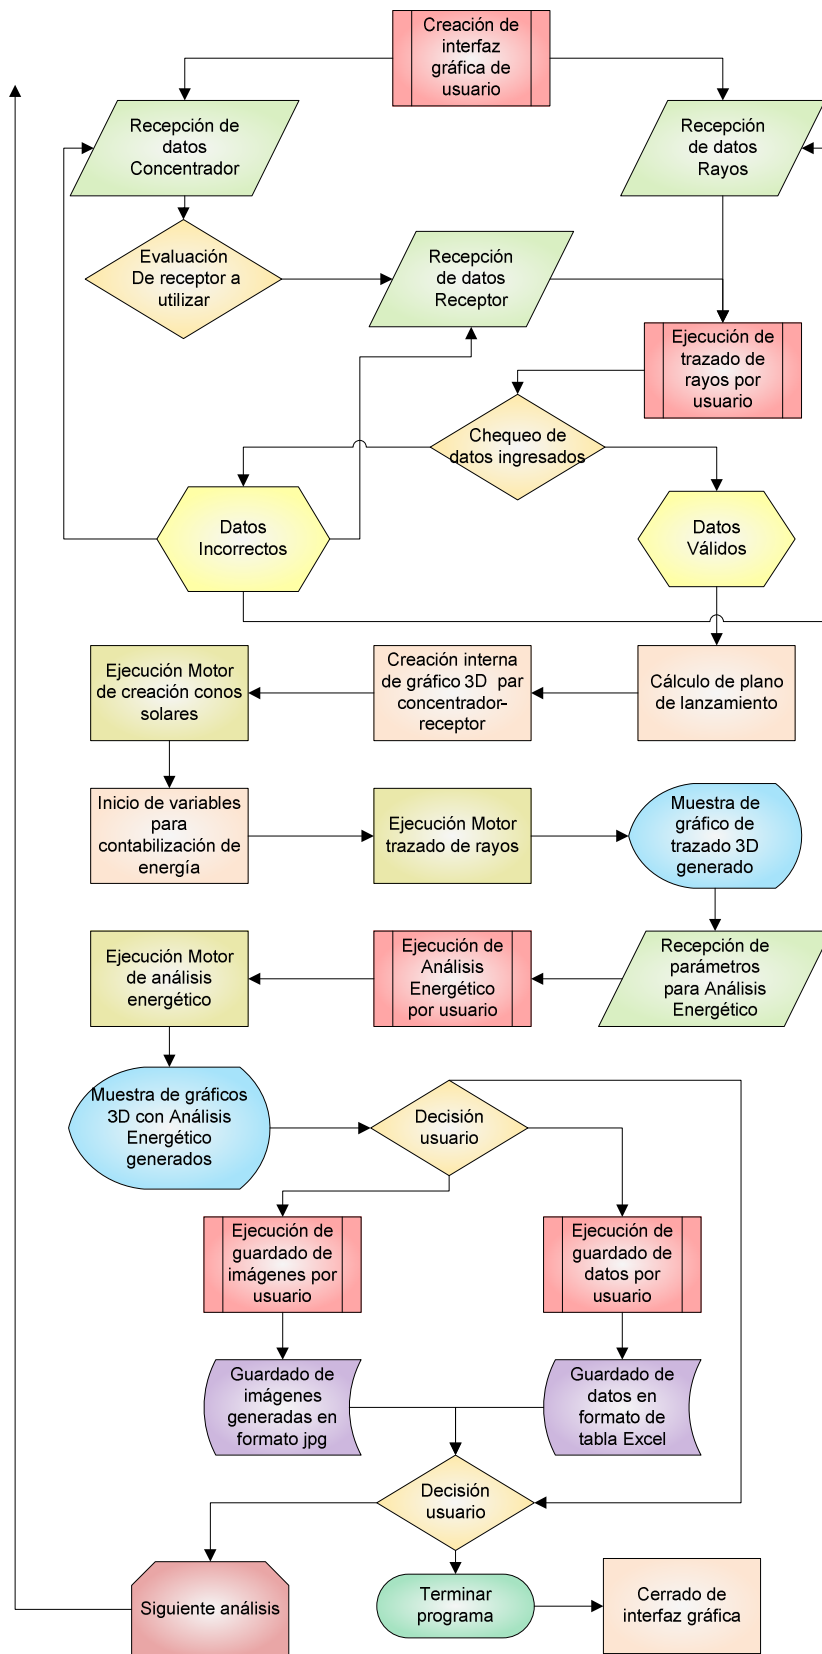 Creación de
interfaz
gráfica de
usuario
Recepción de
datos
Concentrador
Recepción
de datos
Rayos
Evaluación
De receptor a
utilizar
Recepción
de datos
Receptor
Ejecución de
trazado de
rayos por
usuario
Chequeo de
datos ingresados
Datos
Incorrectos
Datos
Válidos
Ejecución Motor
de creación conos
solares
Creación interna
de gráfico 3D par
concentrador-
receptor
Cálculo de plano
de lanzamiento
Inicio de variables
para
contabilización de
energía
Ejecución Motor
trazado de rayos
Muestra de
gráfico de
trazado 3D
generado
Ejecución Motor
de análisis
energético
Ejecución de
Análisis
Energético
por usuario
Recepción de
parámetros
para Análisis
Energético
Muestra de gráficos
3D con Análisis
Energético
generados
Decisión
usuario
Ejecución de
guardado de
imágenes por
usuario
Ejecución de
guardado de
datos por
usuario
Guardado de
imágenes
generadas en
formato jpg
Guardado de
datos en
formato de
tabla Excel
Decisión
usuario
Siguiente análisis
Terminar
programa
Cerrado de
interfaz gráfica